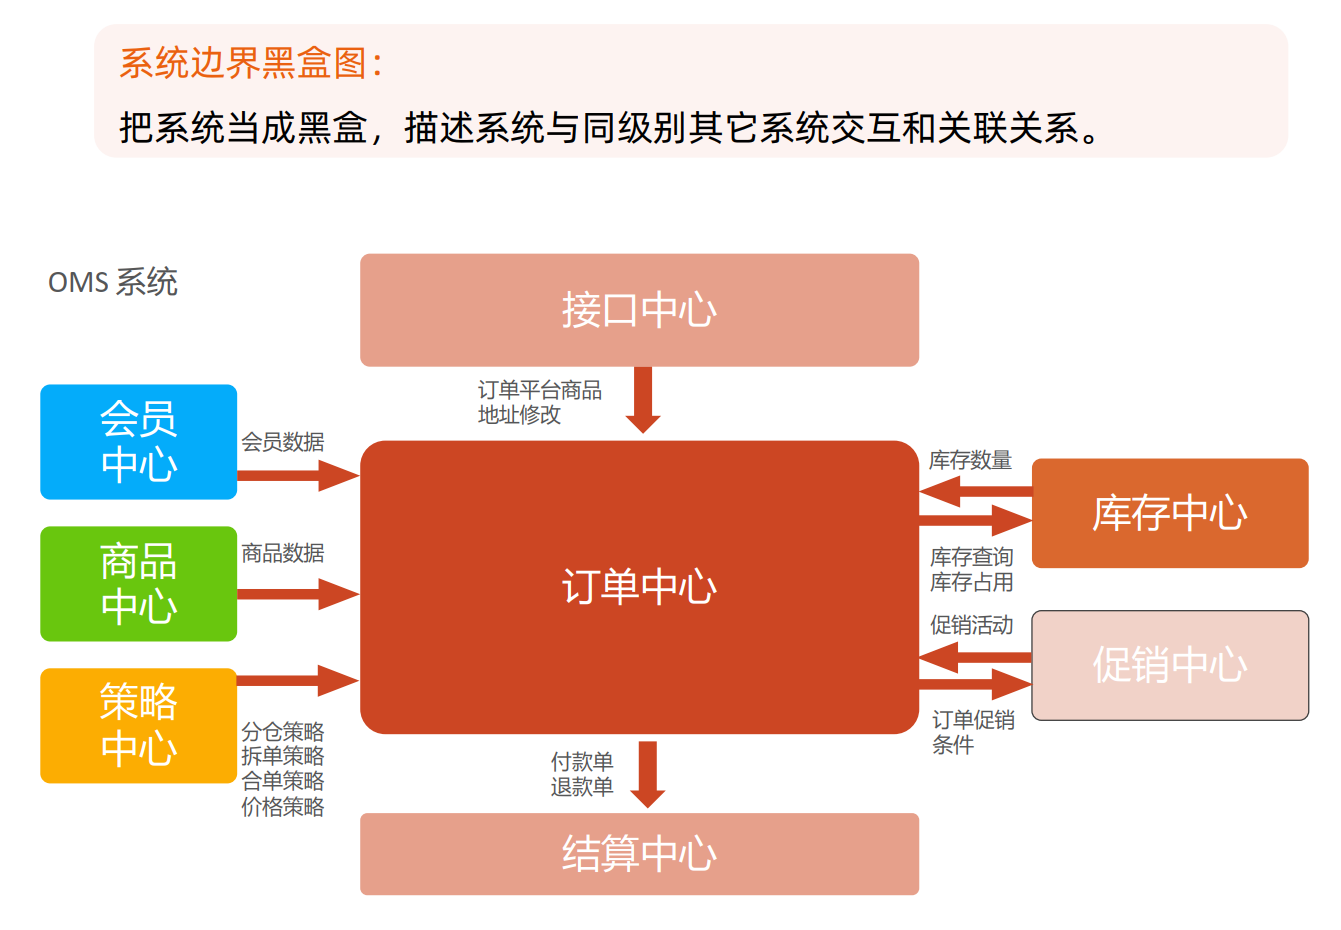 系统边界黑盒图：
把系统当成黑盒，描述系统与同级别其它系统交互和关联关系。
OMS 系统
接口中心
订单平台商品
地址修改
会员
中心
会员数据
商品
中心
商品数据
策略
中心
分仓策略
拆单策略
合单策略
价格策略
订单中心
库存数量
库存中心
库存查询
库存占用
促销活动
促销中心
订单促销
条件
付款单
退款单
结算中心